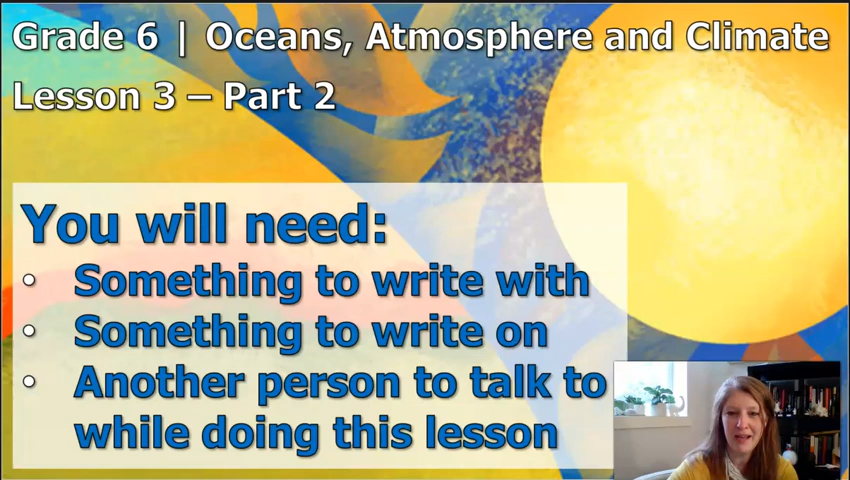 Grade 6 | Oceans, Atmosphere and Climate
Lesson 3 – Part 2
You will need:
• Something to write with
• Something to write on
• Another person to talk to
while doing this lesson